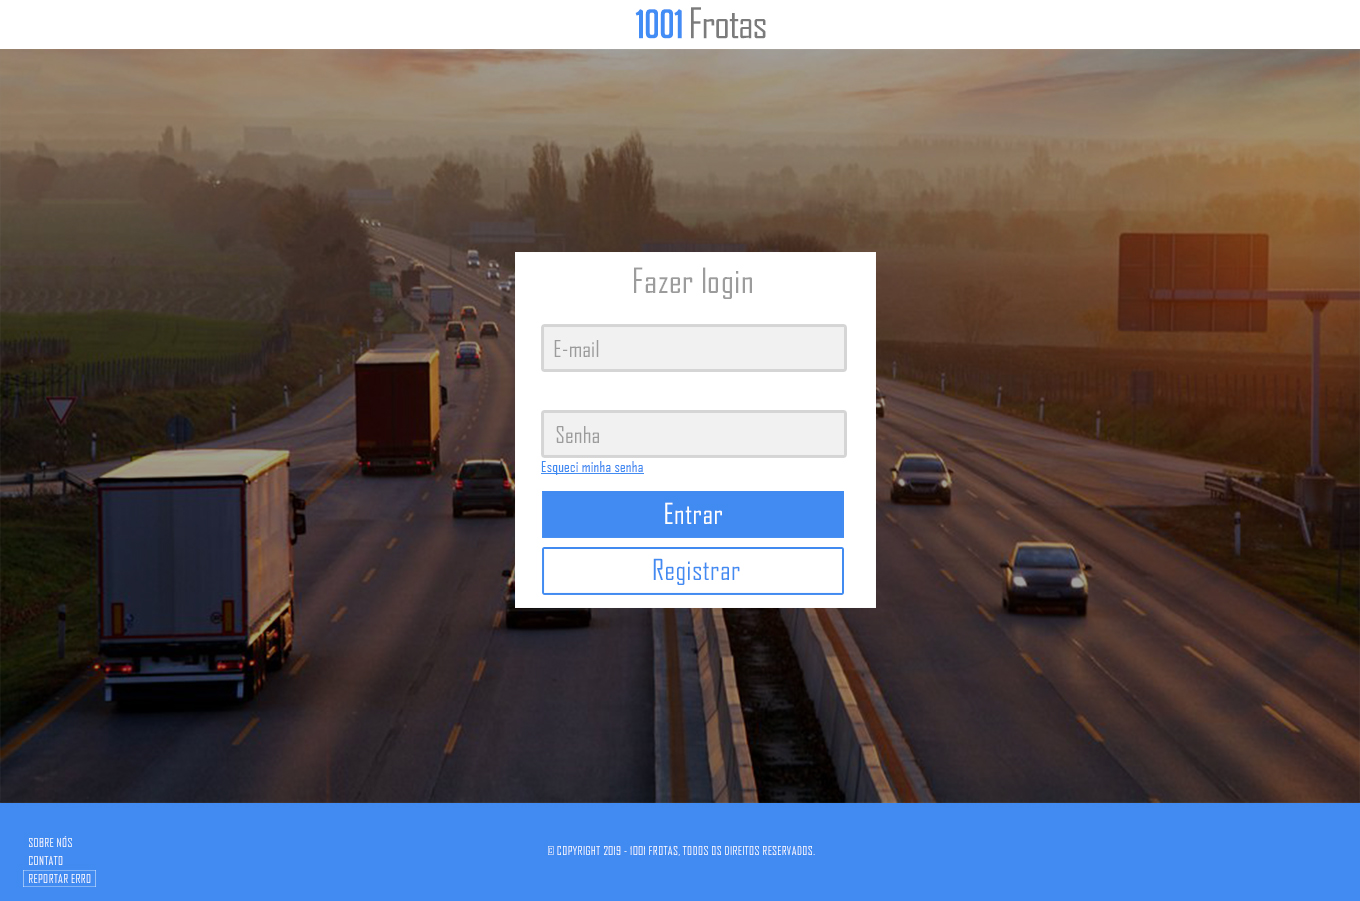 1001 Frotas
Fazer login
E-mail
Senha
Esqueci minha senha
Entrar
Registrar
SOBRE NÓS
CONTATO
REPORTAR ERRO
© COPYRIGHT 2019 - 1001 FROTAS, TODOS OS DIREITOS RESERVADOS.